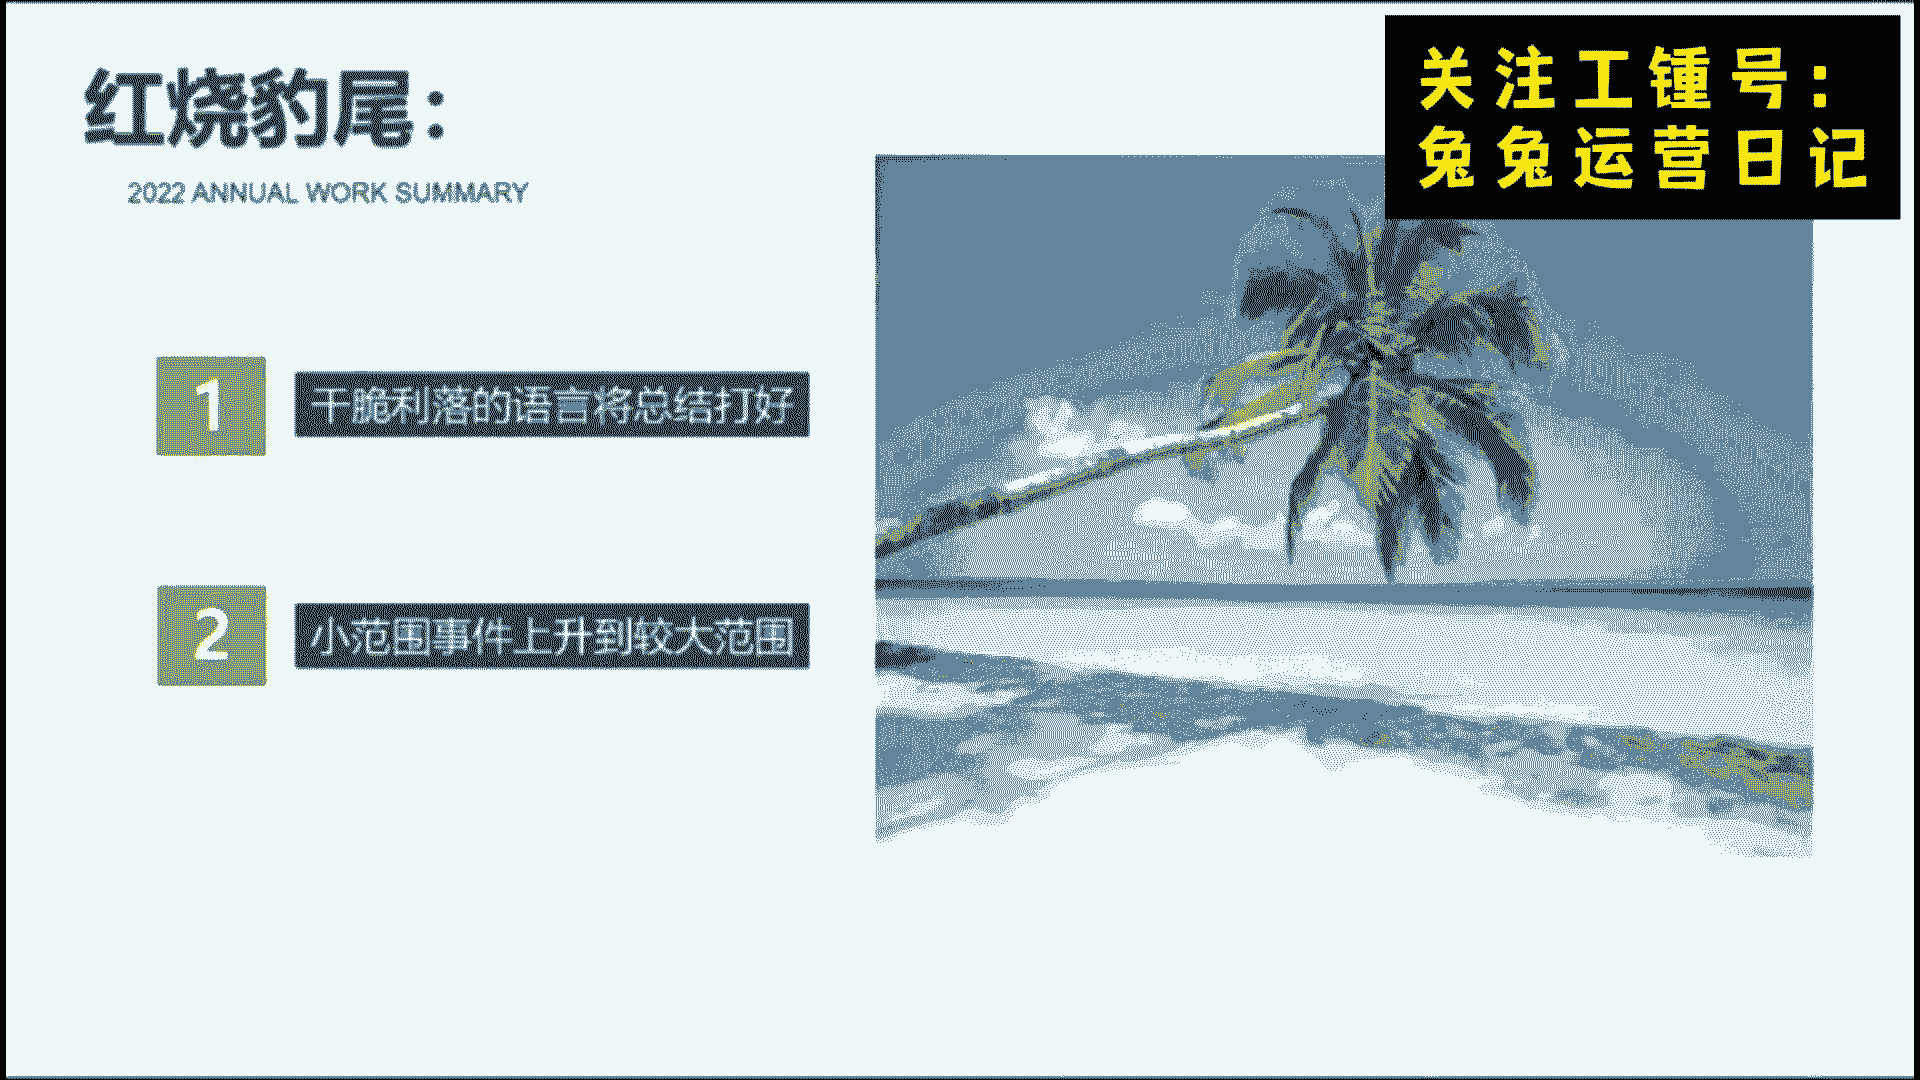 红烧豹尾：
2022 ANNUAL WORK SUMMARY
关注工锺号：
兔兔运营日记
1
干脆利落的语言将总结打好
2
小范围事件上升到较大范围